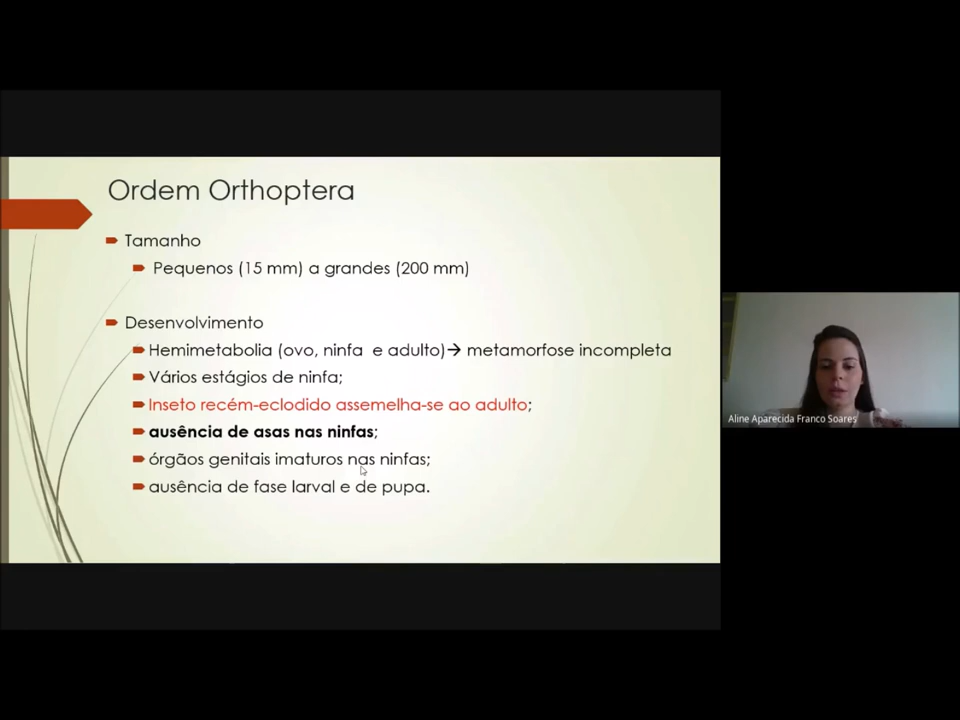 Ordem Orthoptera
Tamanho
Pequenos (15 mm) a grandes (200 mm)
Desenvolvimento
Hemimetabolia (ovo, ninfa e adulto)→ metamorfose incompleta
Vários estágios de ninfa;
Inseto recém-eclodido assemelha-se ao adulto;
ausência de asas nas ninfas;
órgãos genitais imaturos nas ninfas;
ausência de fase larval e de pupa.
Aline Aparecida Franco Soares